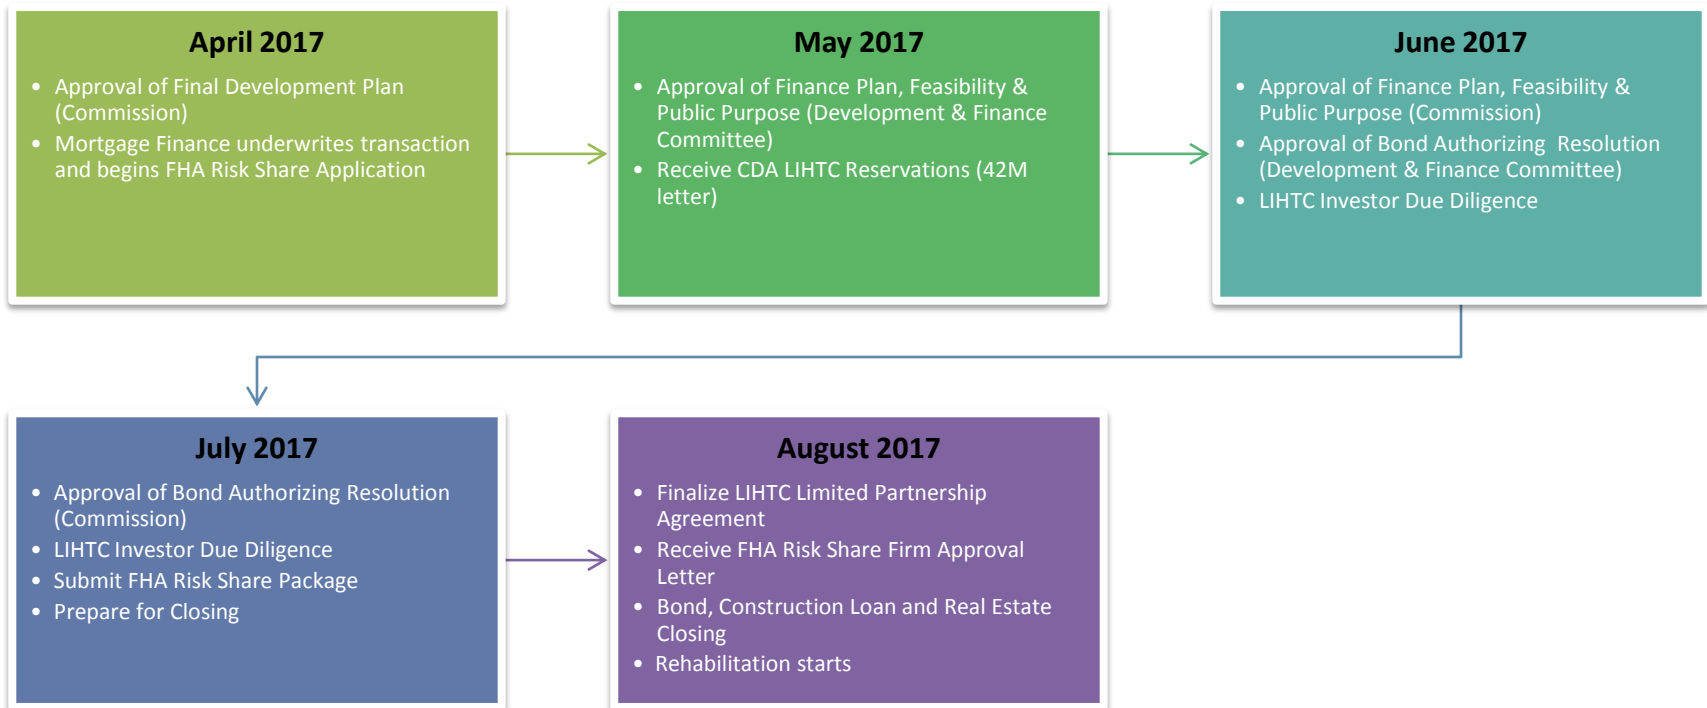 April 2017
• Approval of Final Development Plan
(Commission)
• Mortgage Finance underwrites transaction
and begins FHA Risk Share Application
May 2017
• Approval of Finance Plan, Feasibility &
Public Purpose (Development & Finance
Committee)
• Receive CDA LIHTC Reservations (42M
letter)
June 2017
• Approval of Finance Plan, Feasibility &
Public Purpose (Commission)
• Approval of Bond Authorizing Resolution
(Development & Finance Committee)
• LIHTC Investor Due Diligence
July 2017
• Approval of Bond Authorizing Resolution
(Commission)
• LIHTC Investor Due Diligence
• Submit FHA Risk Share Package
• Prepare for Closing
August 2017
• Finalize LIHTC Limited Partnership
Agreement
• Receive FHA Risk Share Firm Approval
Letter
• Bond, Construction Loan and Real Estate
Closing
• Rehabilitation starts